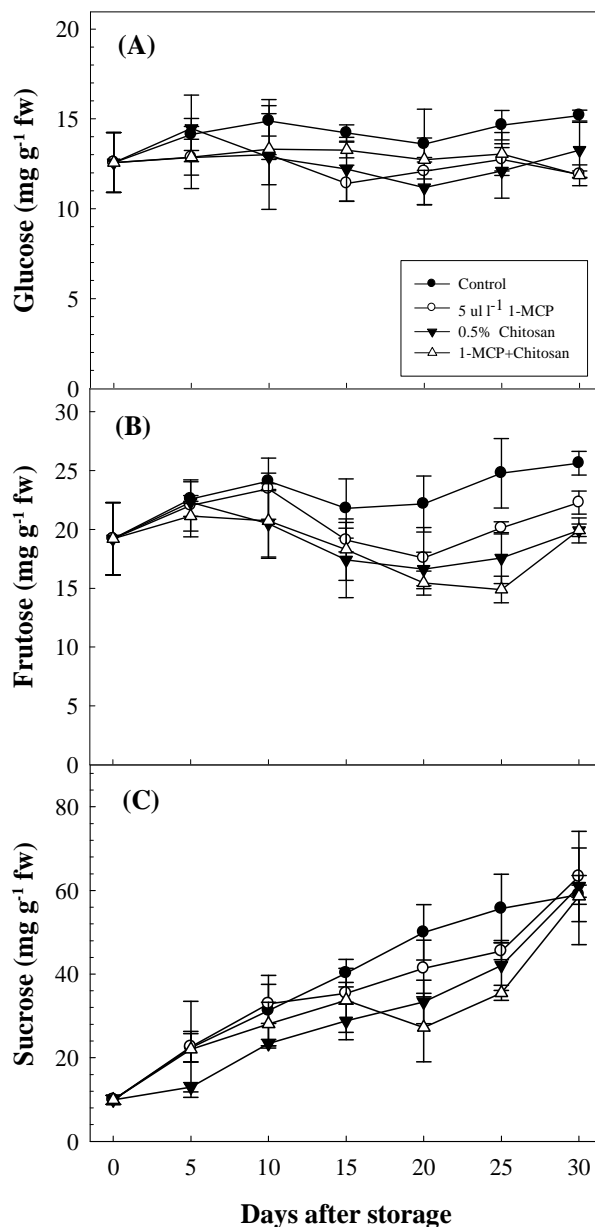 20
(A)
15
10
5
0
Glucose (mg g-1 fw)
Control
5 ul l-1 1-MCP
0.5% Chitosan
1-MCP+Chitosan
30
(B)
25
20
15
10
5
0
Frutose (mg g-1 fw)
80
(C)
60
40
20
0
Sucrose (mg g-1 fw)
0 5 10 15 20 25 30
Days after storage